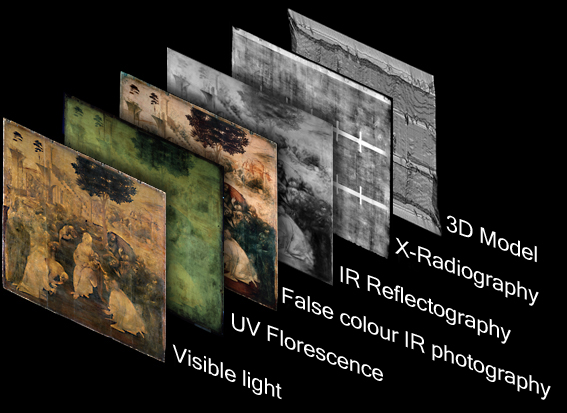 3D Model
X-Radiography
IR Reflectography
False colour IR photography
UV Florescence
Visible light